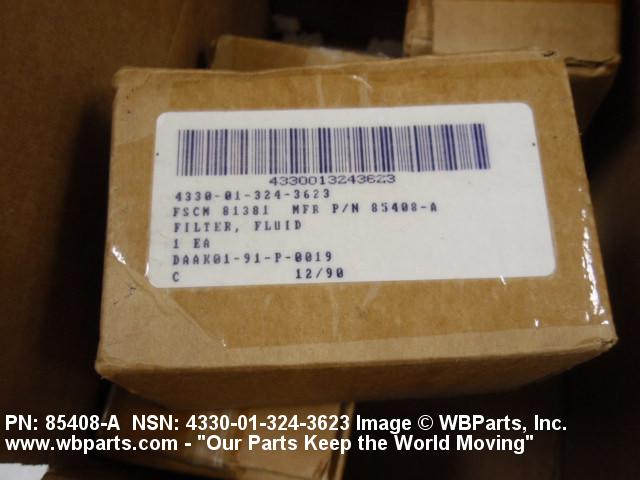 4330013243623
4330-01-324-3623
FSCM 81381 MFR P/N 85408-A
FILTER, FLUID
1 EA
DAAK01-91-P-0019
C 12/90
PN: 85408-A NSN: 4330-01-324-3623 Image © WBParts, Inc.
www.wbparts.com - "Our Parts Keep the World Moving"